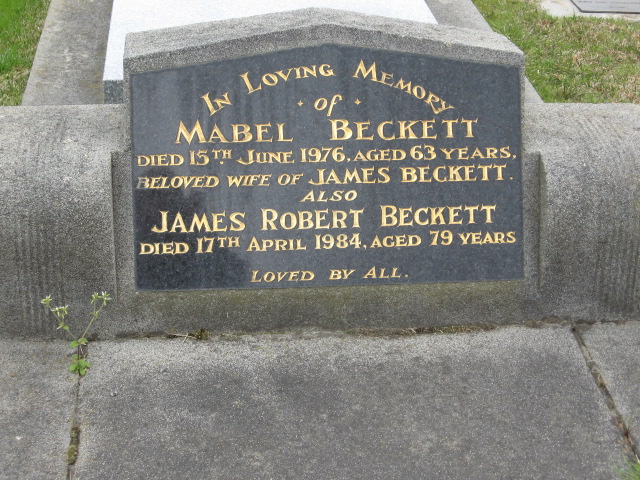 In Loving Memory
of
Mabel Beckett
died 15th June 1976, aged 63 years.
beloved wife of James Beckett.
also
James Robert Beckett
died 17th April 1984, aged 79 years
loved by all.